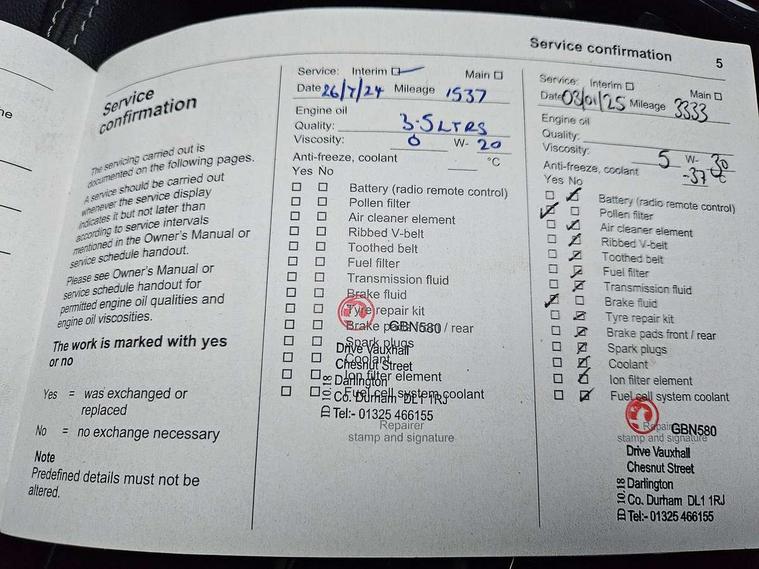 he
Service
confirmation
The servicing carried out is
documented on the following pages.
A service should be carried out
whenever the service display
indicates it but not later than
according to service intervals
mentioned in the Owner's Manual or
service schedule handout.
Please see Owner's Manual or
service schedule handout for
permitted engine oil qualities and
engine oil viscosities.
The work is marked with yes
or no
Yes = was exchanged or
replaced
No = no exchange necessary
Note
Predefined details must not be
altered.
Service: Interim Main
Date 26/7/24 Mileage 1537
Engine oil
Quality: 3.5 LTRS
Viscosity: 0 W- 20
Anti-freeze, coolant °C
Yes No
Battery (radio remote control)
Pollen filter
Air cleaner element
Ribbed V-belt
Toothed belt
Fuel filter
Transmission fluid
Brake fluid
Tyre repair kit
Brake pads front / rear
GBN580
Spark plugs
Drive Vauxhall
Coolant
Chesnut Street
Ion filter element
Darlington
Fuel cell system coolant
Co. Durham DL1 1RJ
Tel:- 01325 466155
Repairer
stamp and signature
Service confirmation 5
Service: Interim Main
Date 03/01/25 Mileage 3333
Engine oil
Quality:
Viscosity: 5 W- 30
Anti-freeze, coolant -37 °C
Yes No
Battery (radio remote control)
Pollen filter
Air cleaner element
Ribbed V-belt
Toothed belt
Fuel filter
Transmission fluid
Brake fluid
Tyre repair kit
Brake pads front / rear
Spark plugs
Coolant
Ion filter element
Fuel cell system coolant
Repairer GBN580
stamp and signature
Drive Vauxhall
Chesnut Street
Darlington
Co. Durham DL1 1RJ
Tel:- 01325 466155